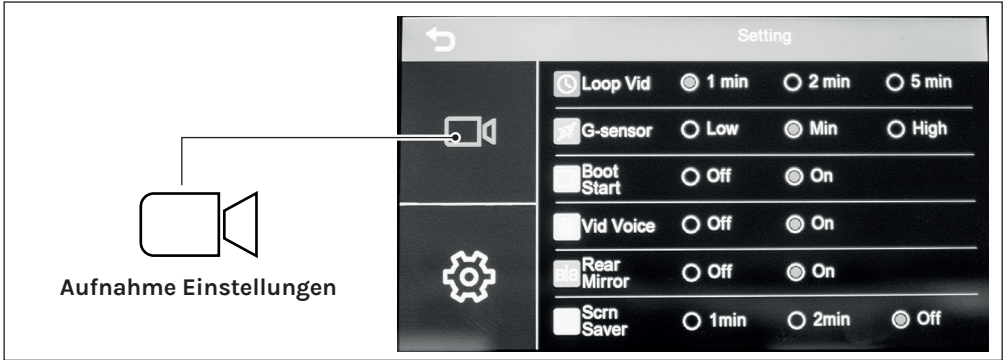 Setting
Loop Vid 1 min 2 min 5 min
G-sensor Low Min High
Boot
Start Off On
Vid Voice Off On
Rear
Mirror Off On
Scrn
Saver 1min 2min Off
Aufnahme Einstellungen